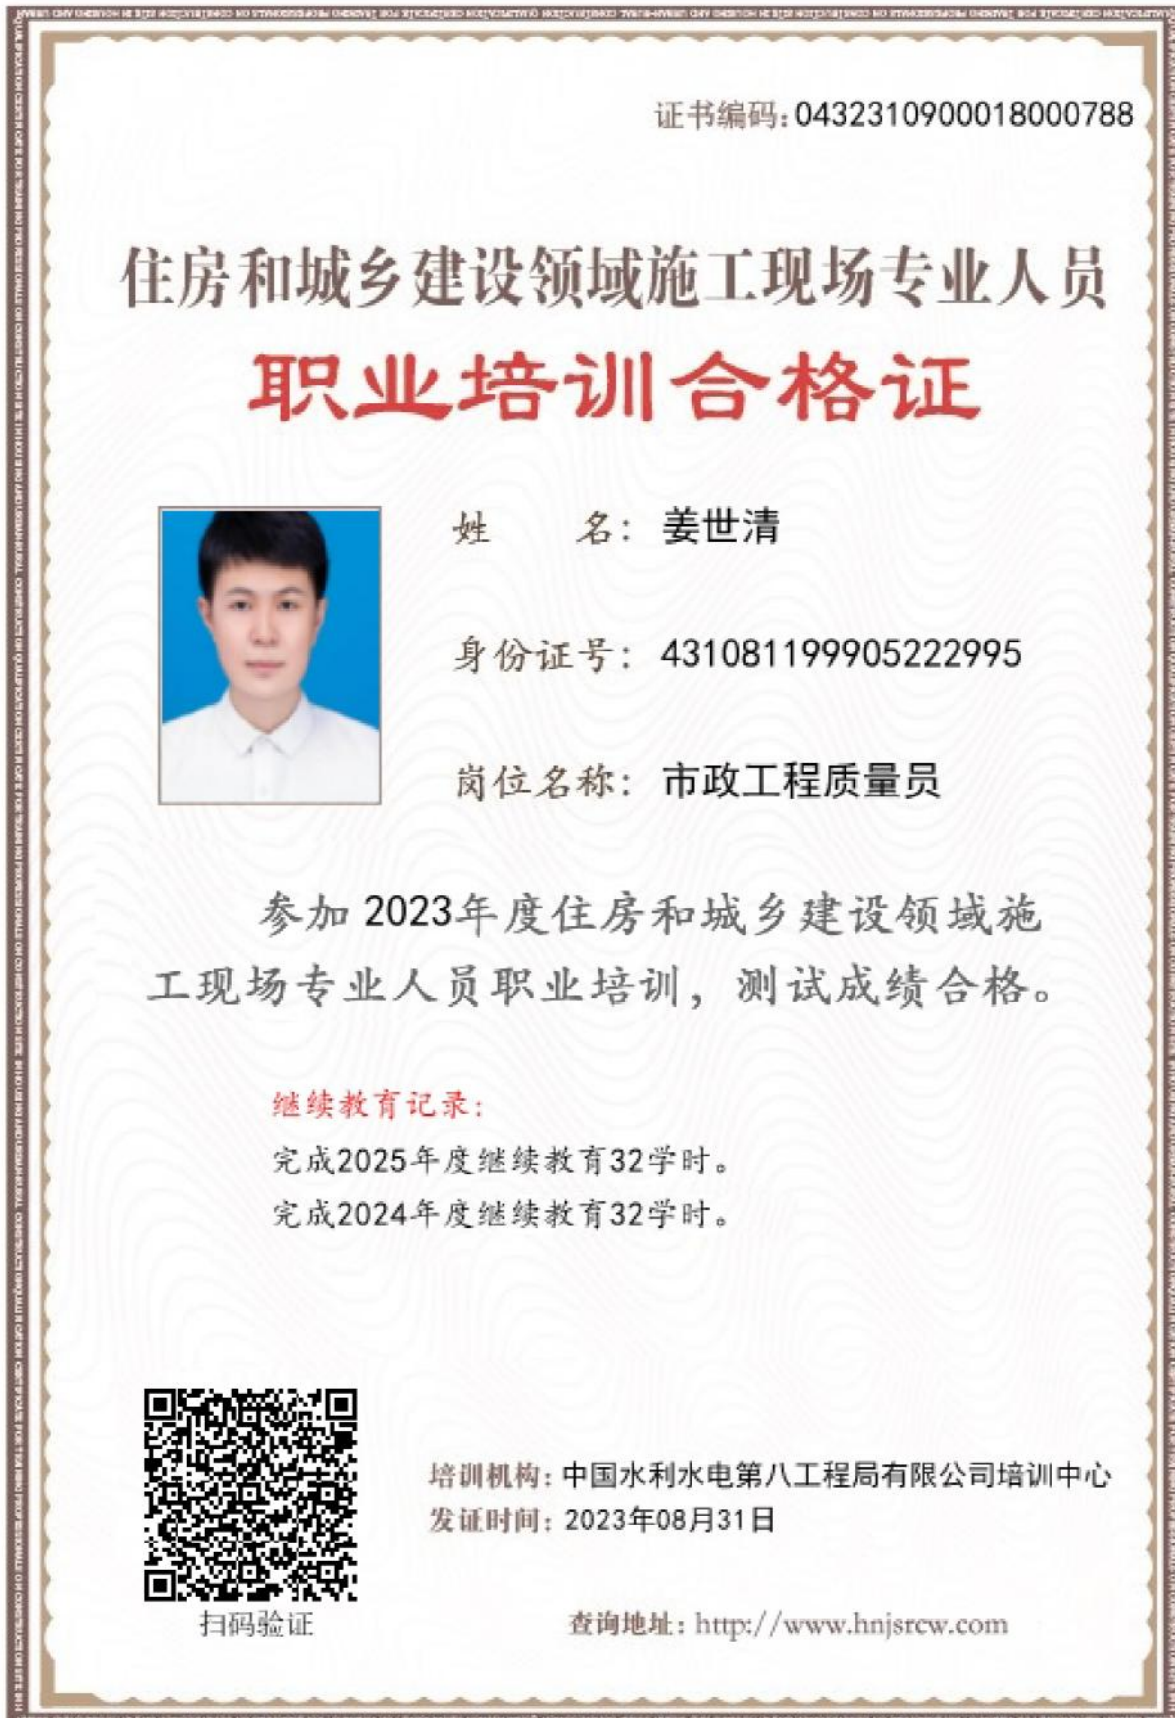 证书编码:0432310900018000788
住房和城乡建设领域施工现场专业人员
职业培训合格证
姓 名： 姜世清
身份证号： 431081199905222995
岗位名称： 市政工程质量员
参加 2023年度住房和城乡建设领域施
工现场专业人员职业培训，测试成绩合格。
继续教育记录：
完成2025年度继续教育32学时。
完成2024年度继续教育32学时。
培训机构：中国水利水电第八工程局有限公司培训中心
发证时间：2023年08月31日
扫码验证
查询地址：http://www.hnjsrcw.com